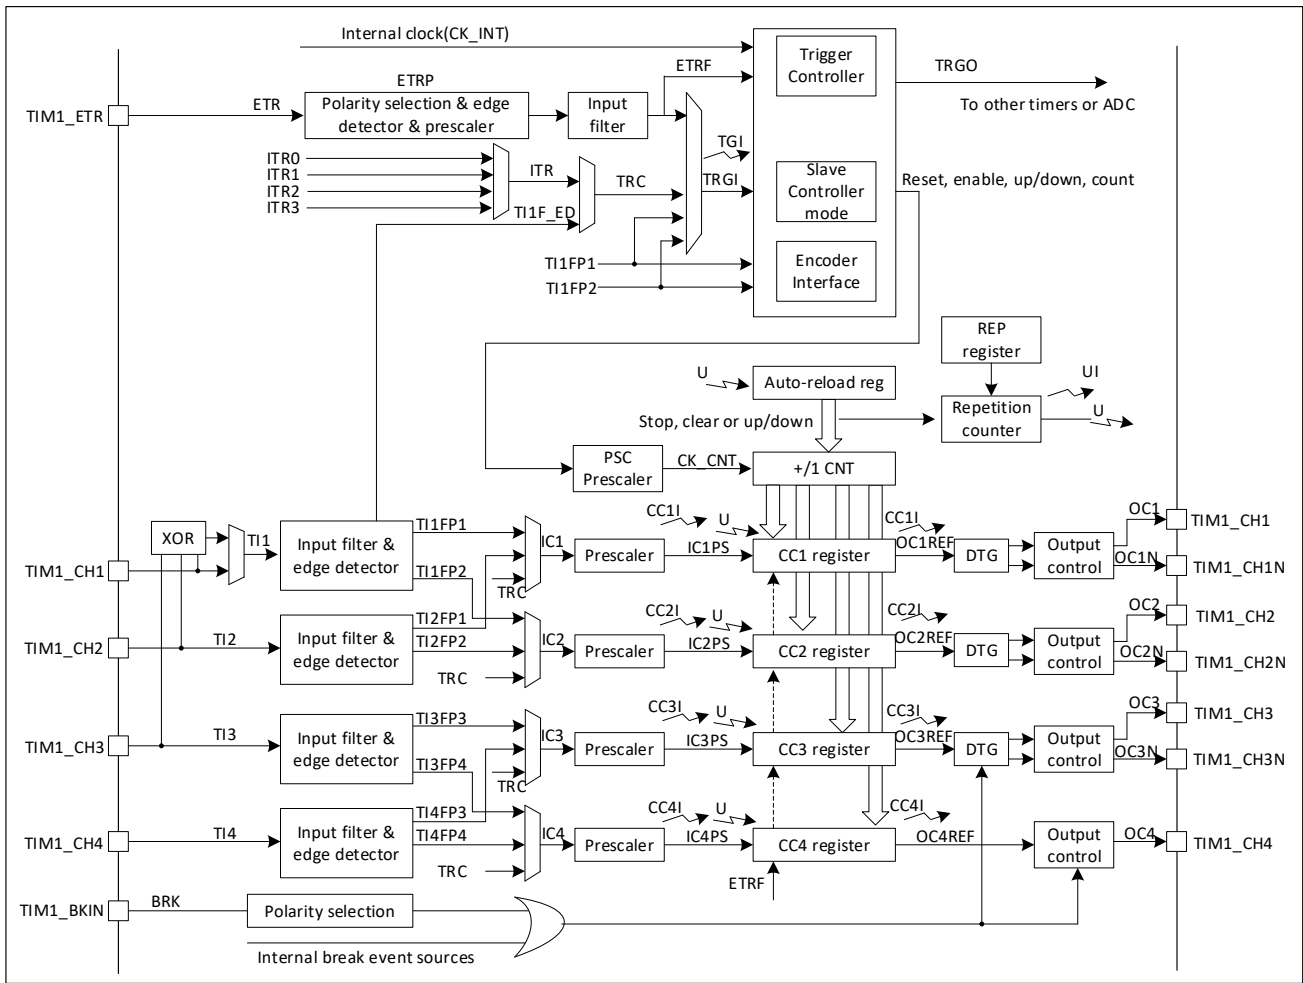 Internal clock(CK_INT)
Trigger
Controller
ETRF
TRGO
ETRP
TIM1_ETR
ETR
Polarity selection & edge
detector & prescaler
Input
filter
To other timers or ADC
TGI
ITR0
ITR1
ITR2
ITR3
ITR
TRC
TRGI
Slave
Controller
mode
Reset, enable, up/down, count
TI1F_ED
TI1FP1
TI1FP2
Encoder
Interface
REP
register
U
Auto-reload reg
UI
Stop, clear or up/down
Repetition
counter
U
PSC
Prescaler
CK_CNT
+/1 CNT
XOR
TI1
Input filter &
edge detector
TI1FP1
TI1FP2
TRC
IC1
Prescaler
CC1I
U
IC1PS
CC1 register
CC1I
OC1REF
DTG
Output
control
OC1
OC1N
TIM1_CH1
TIM1_CH1N
TIM1_CH1
TIM1_CH2
TI2
Input filter &
edge detector
TI2FP1
TI2FP2
TRC
IC2
Prescaler
CC2I
U
IC2PS
CC2 register
CC2I
OC2REF
DTG
Output
control
OC2
OC2N
TIM1_CH2
TIM1_CH2N
TIM1_CH3
TI3
Input filter &
edge detector
TI3FP3
TI3FP4
TRC
IC3
Prescaler
CC3I
U
IC3PS
CC3 register
CC3I
OC3REF
DTG
Output
control
OC3
OC3N
TIM1_CH3
TIM1_CH3N
TIM1_CH4
TI4
Input filter &
edge detector
TI4FP3
TI4FP4
TRC
IC4
Prescaler
CC4I
U
IC4PS
CC4 register
CC4I
OC4REF
Output
control
OC4
TIM1_CH4
ETRF
TIM1_BKIN
BRK
Polarity selection
Internal break event sources